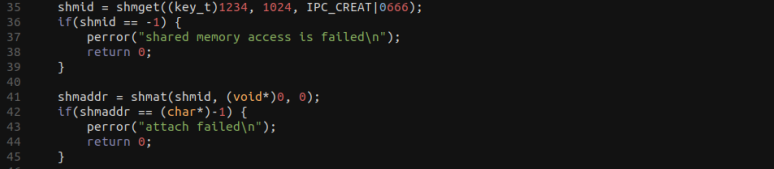 35 shmid = shmget((key_t)1234, 1024, IPC_CREAT|0666);
36 if(shmid == -1) {
37 perror("shared memory access is failed\n");
38 return 0;
39 }
40
41 shmaddr = shmat(shmid, (void*)0, 0);
42 if(shmaddr == (char*)-1) {
43 perror("attach failed\n");
44 return 0;
45 }